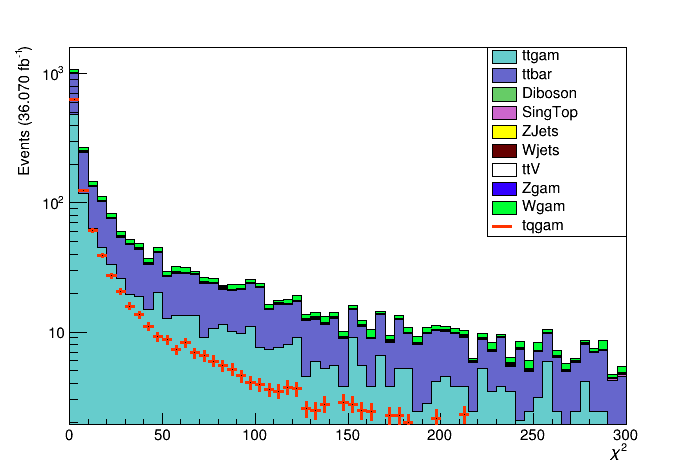 Events (36.070 fb⁻¹)
10³
10²
10
0 50 100 150 200 250 300
χ²
ttgam
ttbar
Diboson
SingTop
ZJets
Wjets
ttV
Zgam
Wgam
tqgam